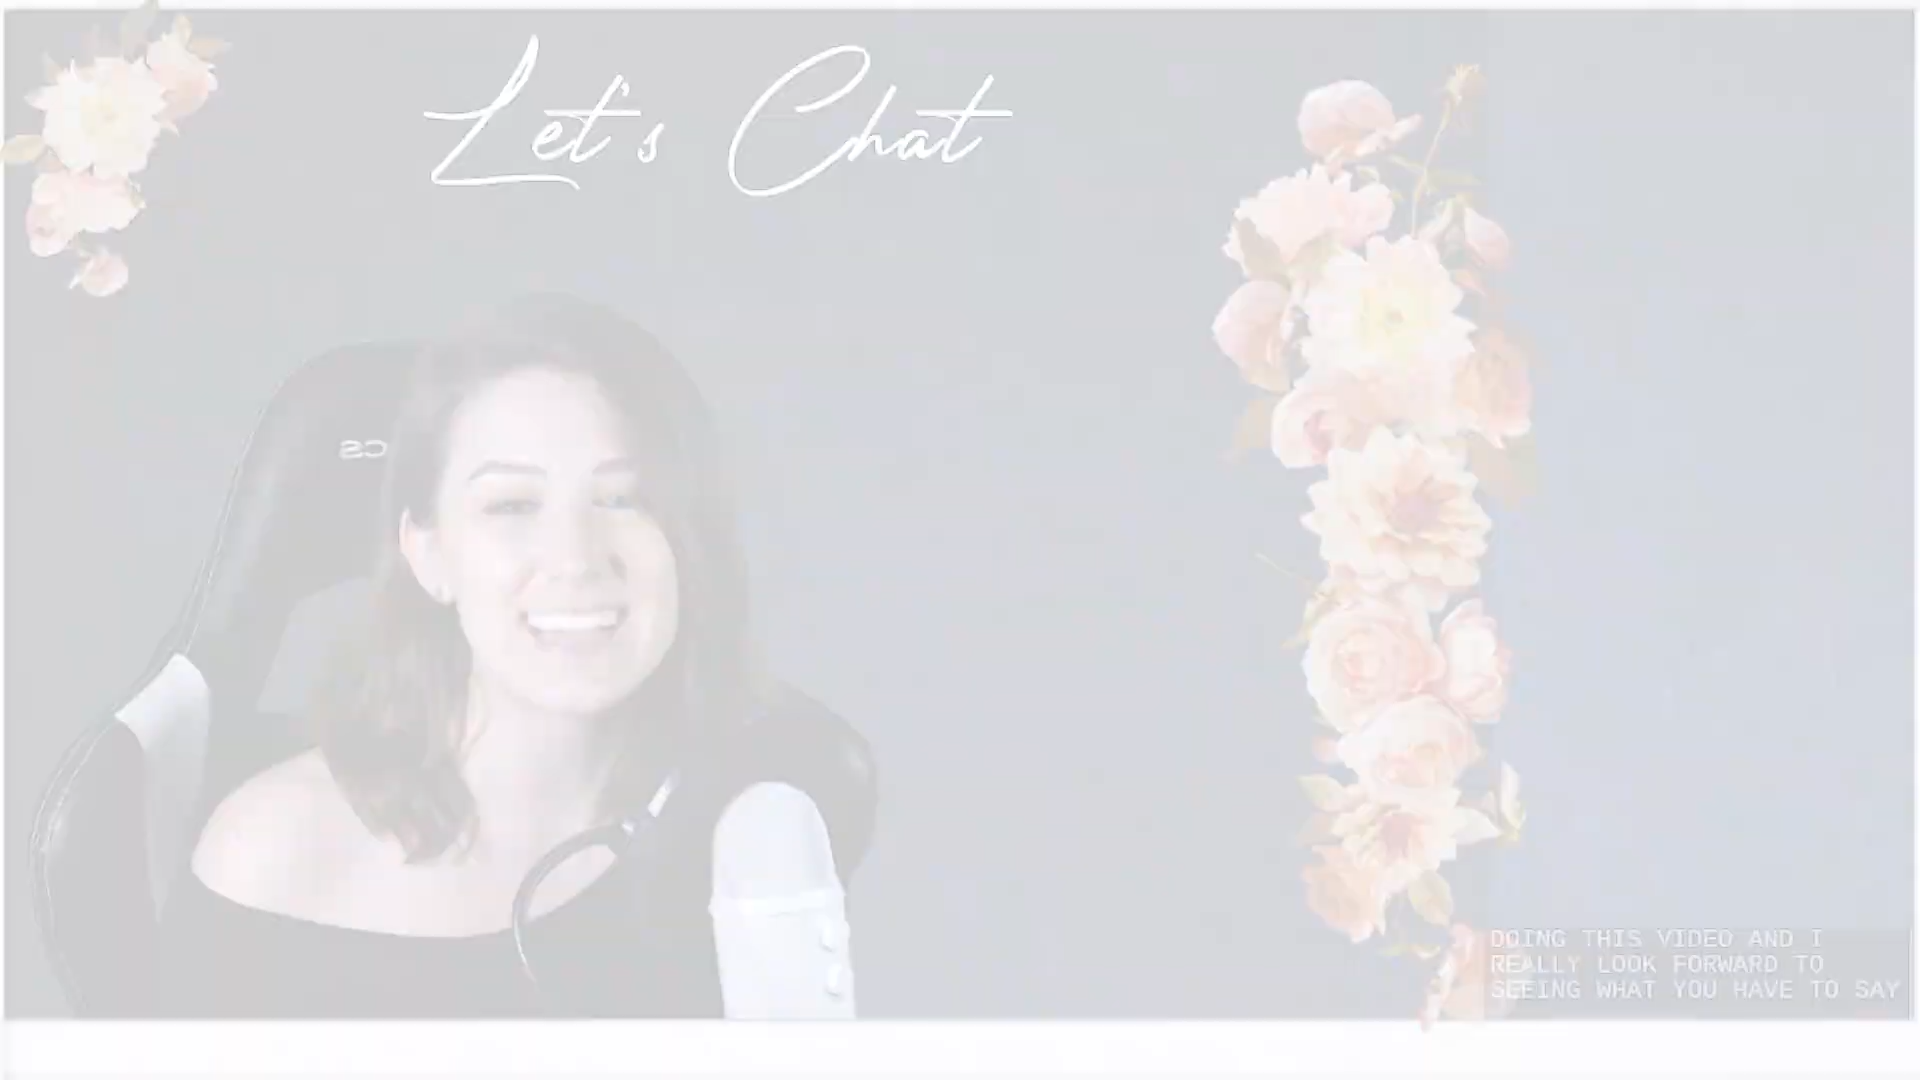 Let's Chat
DOING THIS VIDEO AND I
REALLY LOOK FORWARD TO
SEEING WHAT YOU HAVE TO SAY